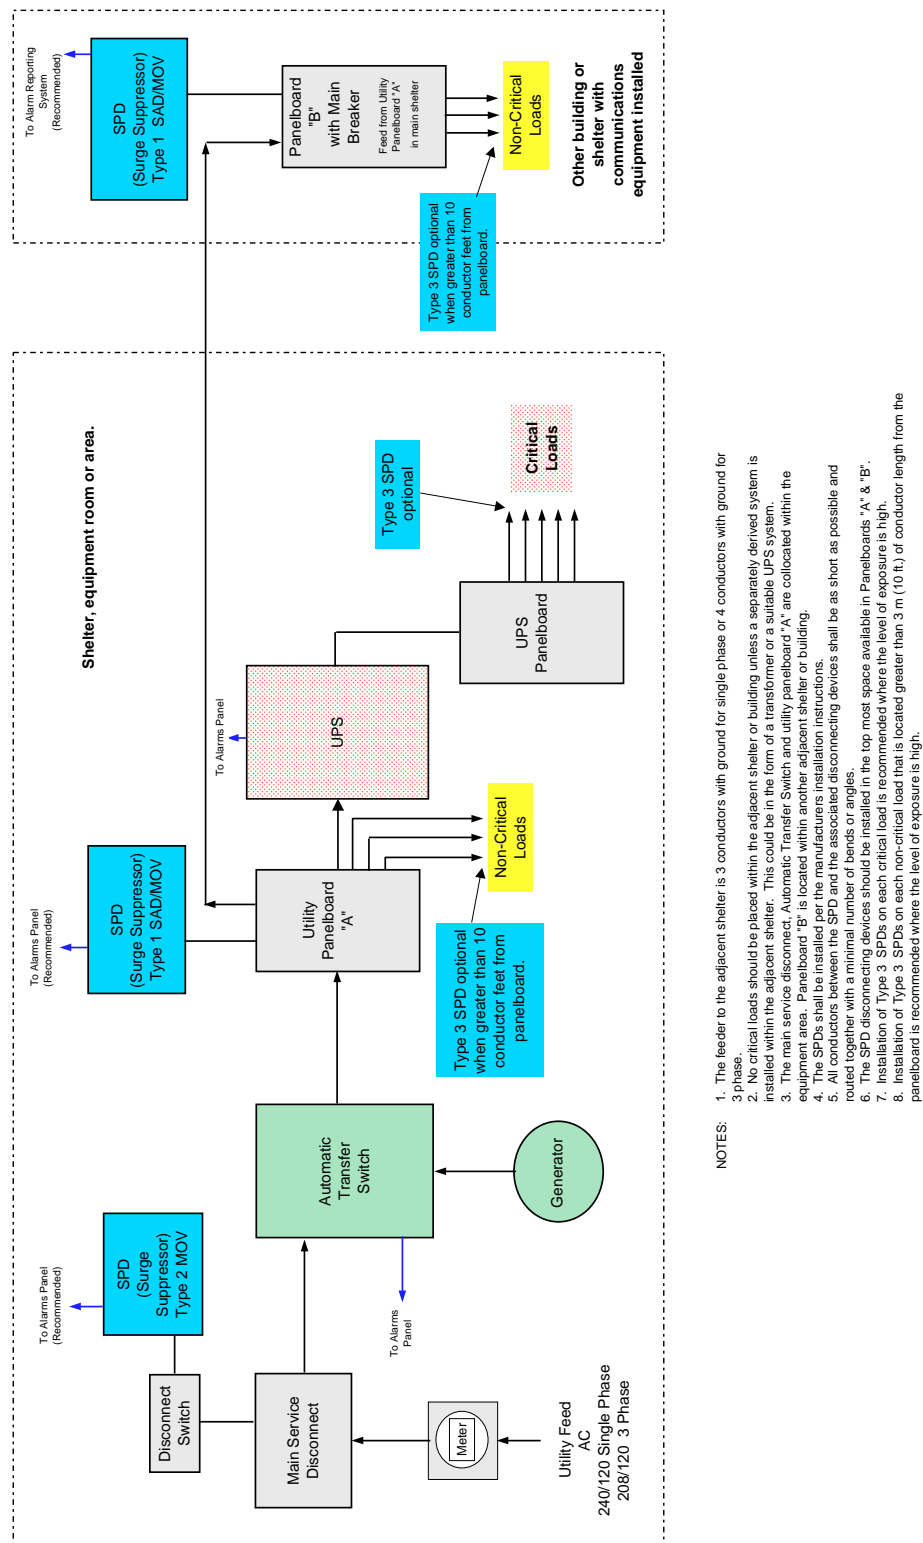 Utility Feed
AC
240/120 Single Phase
208/120  3 Phase
Meter
Main Service
Disconnect
Disconnect
Switch
SPD
(Surge
Suppressor)
Type 2 MOV
To Alarms Panel
(Recommended)
Automatic
Transfer
Switch
To Alarms
Panel
Generator
Utility
Panelboard
"A"
SPD
(Surge Suppressor)
Type 1 SAD/MOV
To Alarms Panel
(Recommended)
Type 3 SPD optional
when greater than 10
conductor feet from
panelboard.
Non-Critical
Loads
UPS
To Alarms Panel
UPS
Panelboard
Type 3 SPD
optional
Critical
Loads
Shelter, equipment room or area.
SPD
(Surge Suppressor)
Type 1  SAD/MOV
To Alarm Reporting
System
(Recommended)
Panelboard
"B"
with Main
Breaker
Feed from Utility
Panelboard "A"
in main shelter
Type 3 SPD optional
when greater than 10
conductor feet from
panelboard.
Non-Critical
Loads
Other building or
shelter with
communications
equipment installed
NOTES:
1.  The feeder to the adjacent shelter is 3 conductors with ground for single phase or 4 conductors with ground for
3 phase.
2.  No critical loads should be placed within the adjacent shelter or building unless a separately derived system is
installed within the adjacent shelter.  This could be in the form of a transformer or a suitable UPS system.
3.  The main service disconnect, Automatic Transfer Switch and utility panelboard "A" are collocated within the
equipment area.  Panelboard "B" is located within another adjacent shelter or building.
4.  The SPDs shall be installed per the manufacturers installation instructions.
5.  All conductors between the SPD and the associated disconnecting devices shall be as short as possible and
routed together with a minimal number of bends or angles.
6.  The SPD disconnecting devices should be installed in the top most space available in Panelboards "A" & "B".
7.  Installation of Type 3  SPDs on each critical load is recommended where the level of exposure is high.
8.  Installation of Type 3  SPDs on each non-critical load that is located greater than 3 m (10 ft.) of conductor length from the
panelboard is recommended where the level of exposure is high.